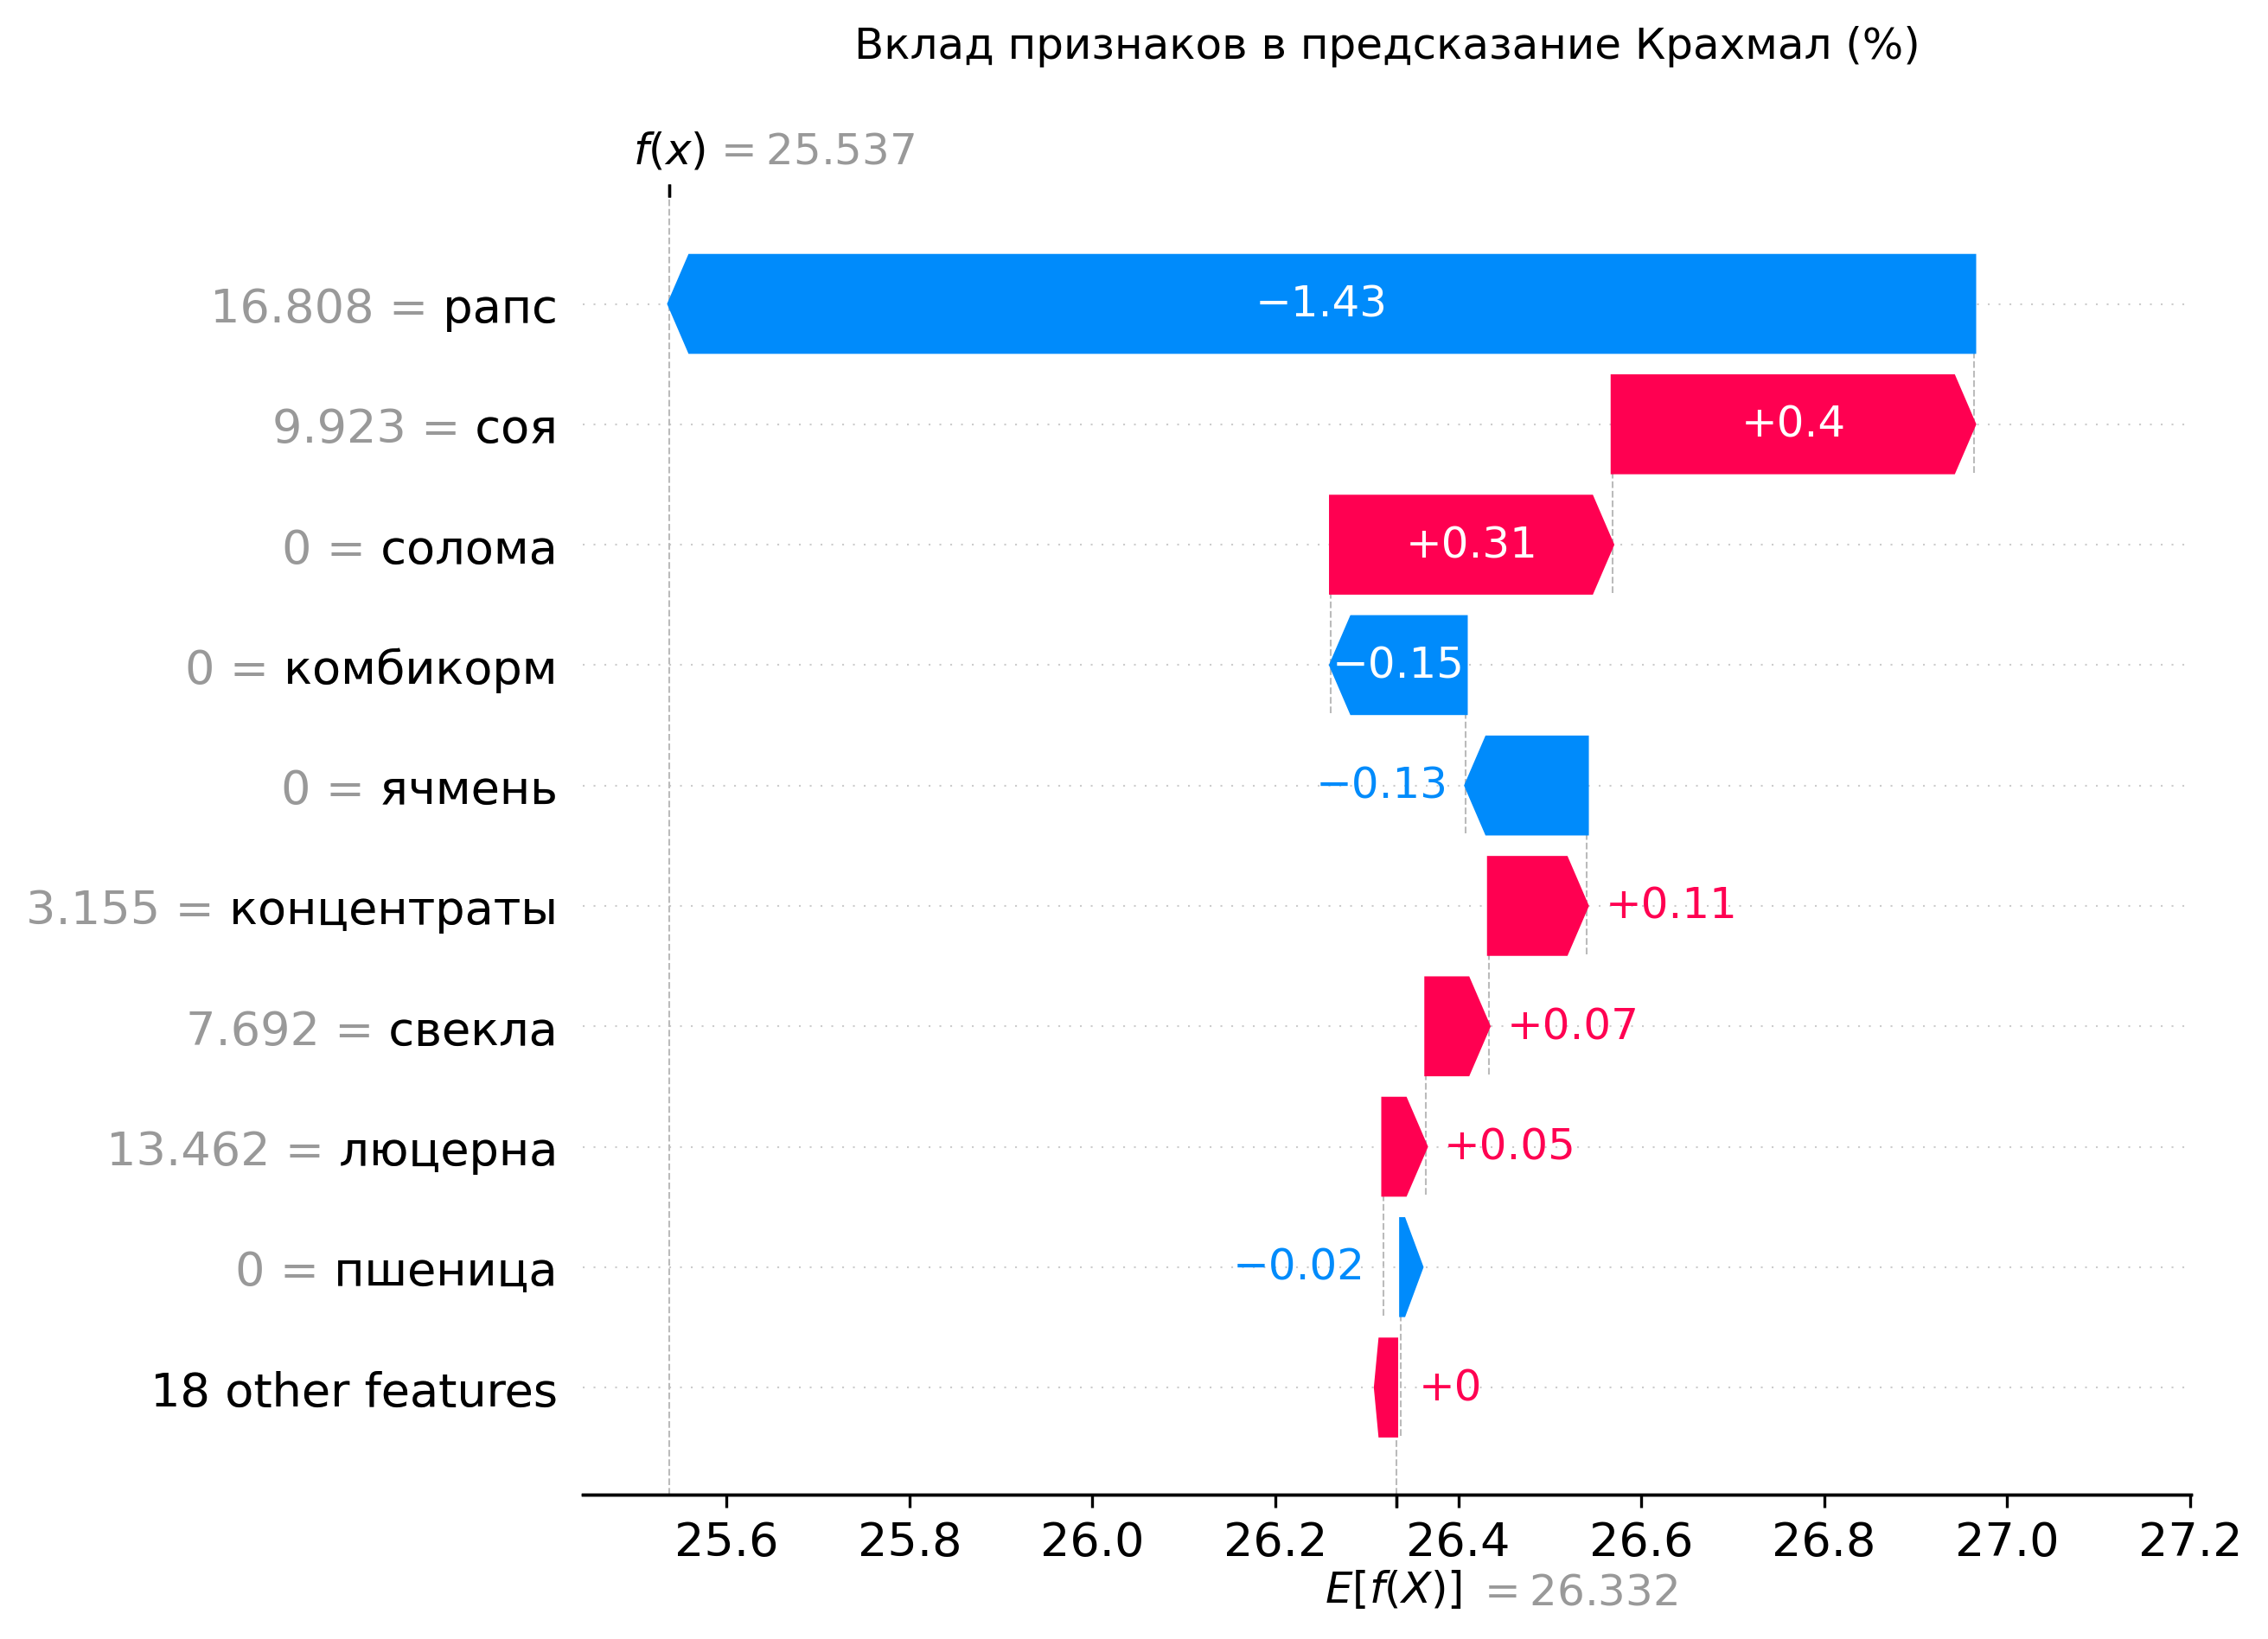 Вклад признаков в предсказание Крахмал (%)
f(x) = 25.537
16.808 = рапс
−1.43
9.923 = соя
+0.4
0 = солома
+0.31
0 = комбикорм
−0.15
0 = ячмень
−0.13
3.155 = концентраты
+0.11
7.692 = свекла
+0.07
13.462 = люцерна
+0.05
0 = пшеница
−0.02
18 other features
+0
25.6 25.8 26.0 26.2 26.4 26.6 26.8 27.0 27.2
E[f(X)] = 26.332